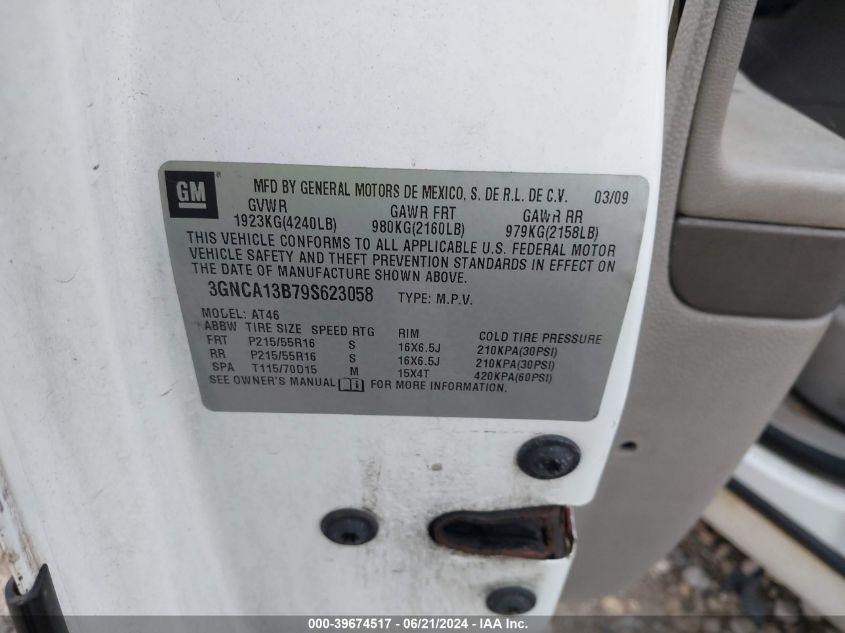 GM
MFD BY GENERAL MOTORS DE MEXICO, S. DE R.L. DE C.V. 03/09
GVWR GAWR FRT GAWR RR
1923KG(4240LB) 980KG(2160LB) 979KG(2158LB)
THIS VEHICLE CONFORMS TO ALL APPLICABLE U.S. FEDERAL MOTOR
VEHICLE SAFETY AND THEFT PREVENTION STANDARDS IN EFFECT ON
THE DATE OF MANUFACTURE SHOWN ABOVE.
3GNCA13B79S623058 TYPE: M.P.V.
MODEL: AT46
ABBW TIRE SIZE SPEED RTG RIM COLD TIRE PRESSURE
FRT P215/55R16 S 16X6.5J 210KPA(30PSI)
RR P215/55R16 S 16X6.5J 210KPA(30PSI)
SPA T115/70D15 M 15X4T 420KPA(60PSI)
SEE OWNER'S MANUAL i FOR MORE INFORMATION.
000-39674517 - 06/21/2024 - IAA Inc.